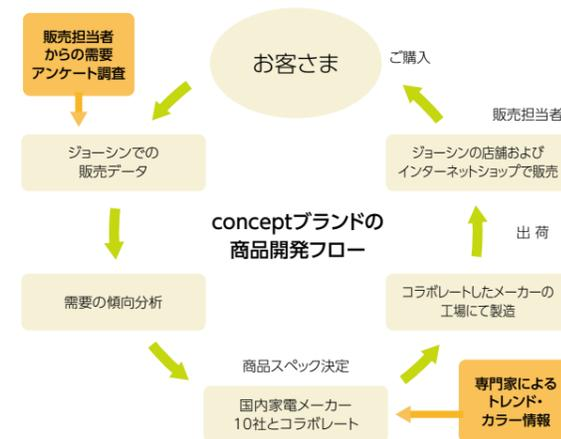 販売担当者
からの需要
アンケート調査
お客さま
ご購入
販売担当者
ジョーシンでの
販売データ
ジョーシンの店舗および
インターネットショップで販売
conceptブランドの
商品開発フロー
出荷
需要の傾向分析
コラボレートしたメーカーの
工場にて製造
商品スペック決定
国内家電メーカー
10社とコラボレート
専門家による
トレンド・
カラー情報